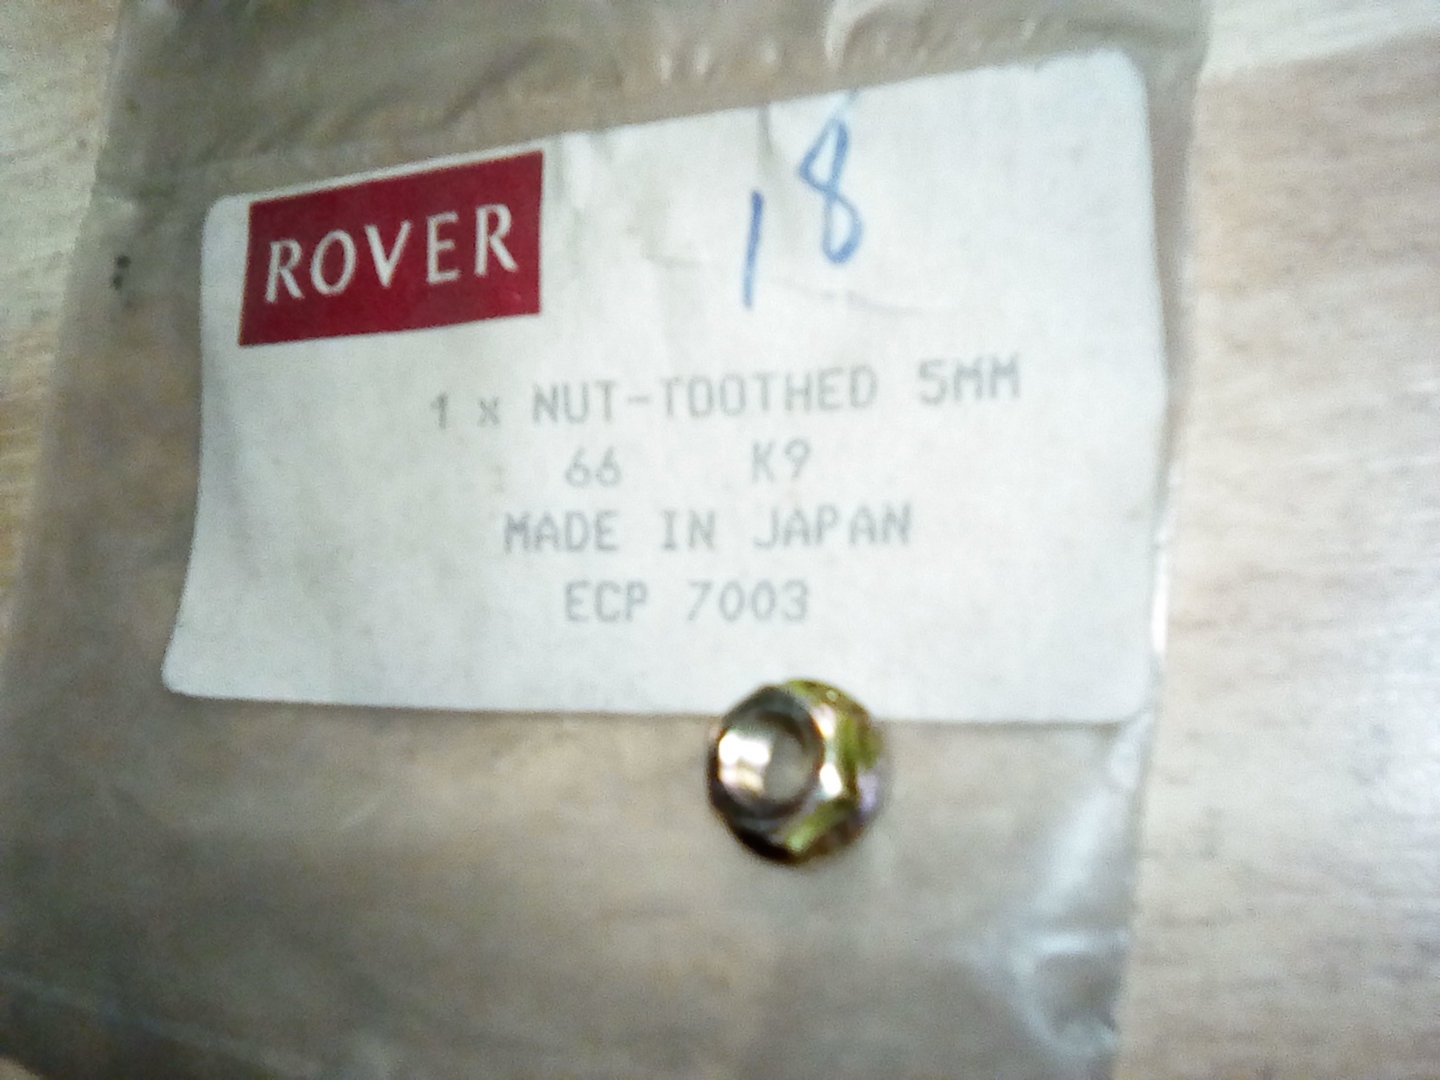 18
ROVER
1 x NUT-TOOTHED 5MM
66 K9
MADE IN JAPAN
ECP 7003